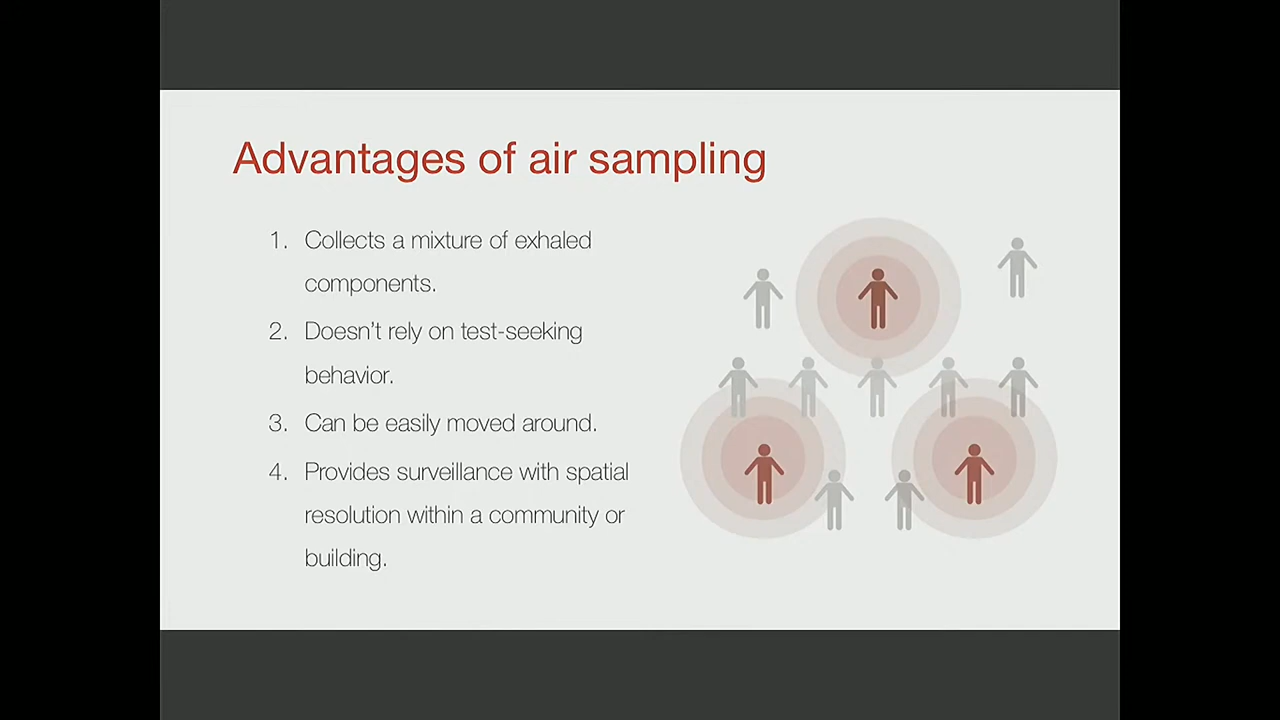 Advantages of air sampling
1. Collects a mixture of exhaled
components.
2. Doesn't rely on test-seeking
behavior.
3. Can be easily moved around.
4. Provides surveillance with spatial
resolution within a community or
building.